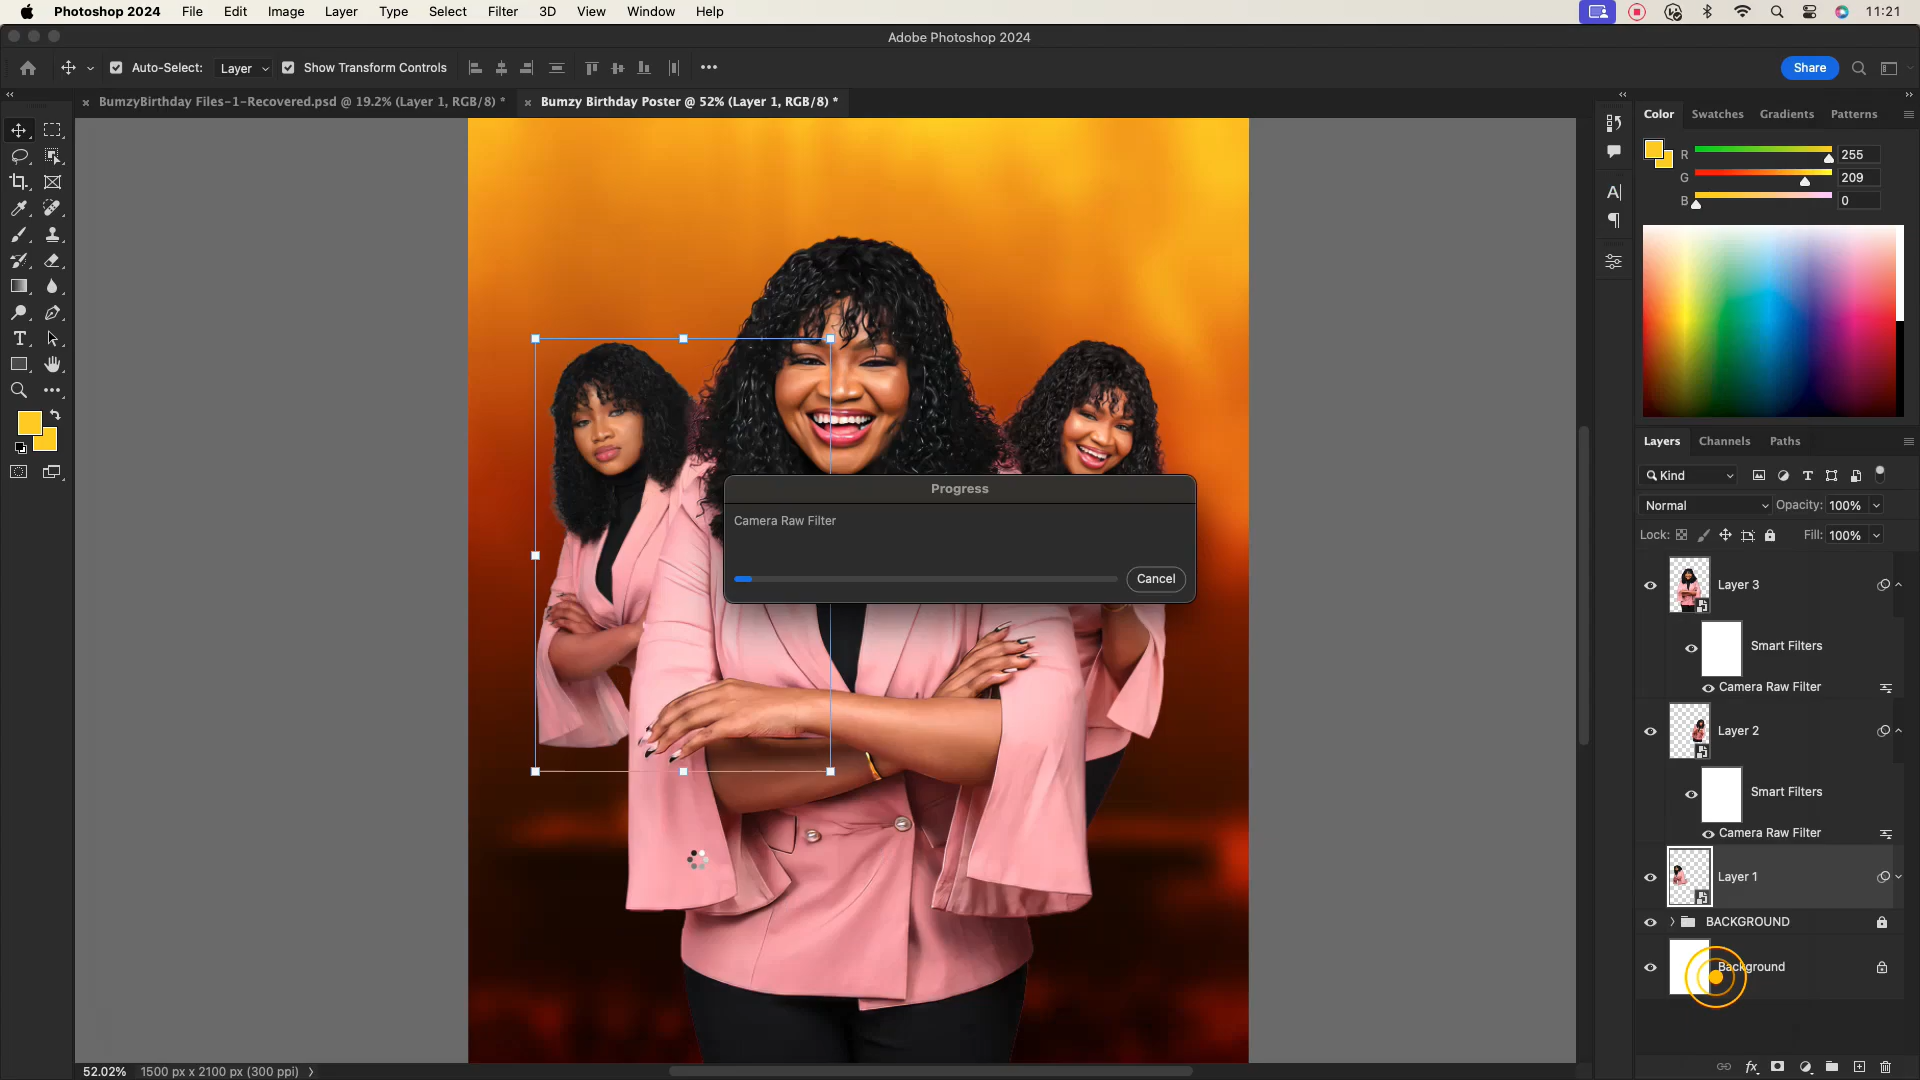 Photoshop 2024 File Edit Image Layer Type Select Filter 3D View Window Help 11:21
Adobe Photoshop 2024
Auto-Select: Layer Show Transform Controls Share
BumzyBirthday Files-1-Recovered.psd @ 19.2% (Layer 1, RGB/8) * Bumzy Birthday Poster @ 52% (Layer 1, RGB/8) *
Color Swatches Gradients Patterns
R 255
G 209
B 0
Layers Channels Paths
Kind
Normal Opacity: 100%
Lock: Fill: 100%
Layer 3
Smart Filters
Camera Raw Filter
Layer 2
Smart Filters
Camera Raw Filter
Layer 1
BACKGROUND
Background
Progress
Camera Raw Filter
Cancel
52.02% 1500 px x 2100 px (300 ppi)